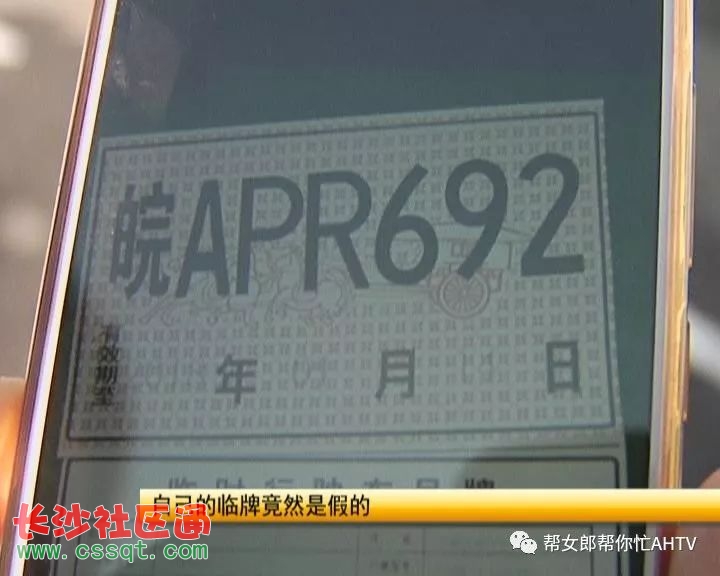 皖APR692
有效期至
年 月 日
临时行驶车号牌
自己的临牌竟然是假的
长沙社区通
www.cssqt.com
帮女郎帮你忙AHTV